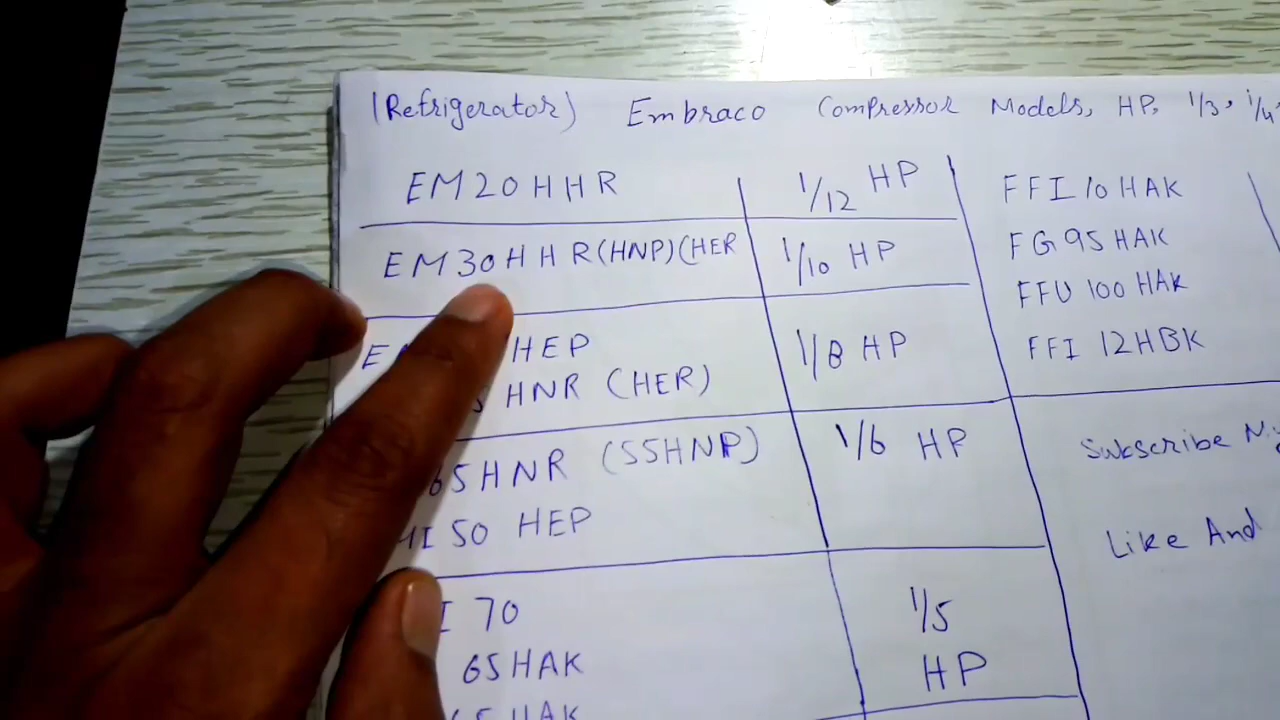 (Refrigerator) Embraco Compressor Models, HP, 1/3, 1/4
EM20HHR 1/12 HP
EM30HHR(HNP)(HER 1/10 HP
HEP 1/8 HP
HNR (HER)
65HNR (55HNP) 1/6 HP
50 HEP
70 1/5
65HAK HP
HAK
FFI 10 HAK
FG 95 HAK
FFU 100 HAK
FFI 12HBK
Subscribe
Like And